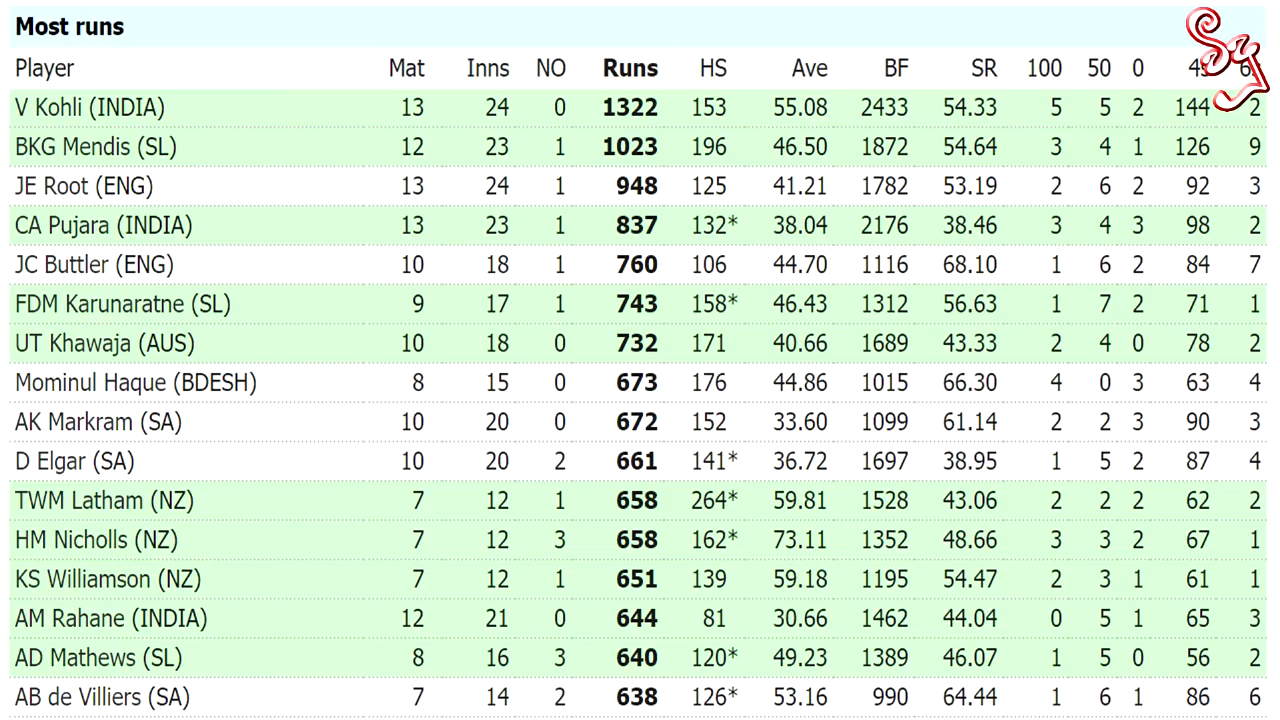 Most runs
Player Mat Inns NO Runs HS Ave BF SR 100 50 0
V Kohli (INDIA) 13 24 0 1322 153 55.08 2433 54.33 5 5 2 144 2
BKG Mendis (SL) 12 23 1 1023 196 46.50 1872 54.64 3 4 1 126 9
JE Root (ENG) 13 24 1 948 125 41.21 1782 53.19 2 6 2 92 3
CA Pujara (INDIA) 13 23 1 837 132* 38.04 2176 38.46 3 4 3 98 2
JC Buttler (ENG) 10 18 1 760 106 44.70 1116 68.10 1 6 2 84 7
FDM Karunaratne (SL) 9 17 1 743 158* 46.43 1312 56.63 1 7 2 71 1
UT Khawaja (AUS) 10 18 0 732 171 40.66 1689 43.33 2 4 0 78 2
Mominul Haque (BDESH) 8 15 0 673 176 44.86 1015 66.30 4 0 3 63 4
AK Markram (SA) 10 20 0 672 152 33.60 1099 61.14 2 2 3 90 3
D Elgar (SA) 10 20 2 661 141* 36.72 1697 38.95 1 5 2 87 4
TWM Latham (NZ) 7 12 1 658 264* 59.81 1528 43.06 2 2 2 62 2
HM Nicholls (NZ) 7 12 3 658 162* 73.11 1352 48.66 3 3 2 67 1
KS Williamson (NZ) 7 12 1 651 139 59.18 1195 54.47 2 3 1 61 1
AM Rahane (INDIA) 12 21 0 644 81 30.66 1462 44.04 0 5 1 65 3
AD Mathews (SL) 8 16 3 640 120* 49.23 1389 46.07 1 5 0 56 2
AB de Villiers (SA) 7 14 2 638 126* 53.16 990 64.44 1 6 1 86 6